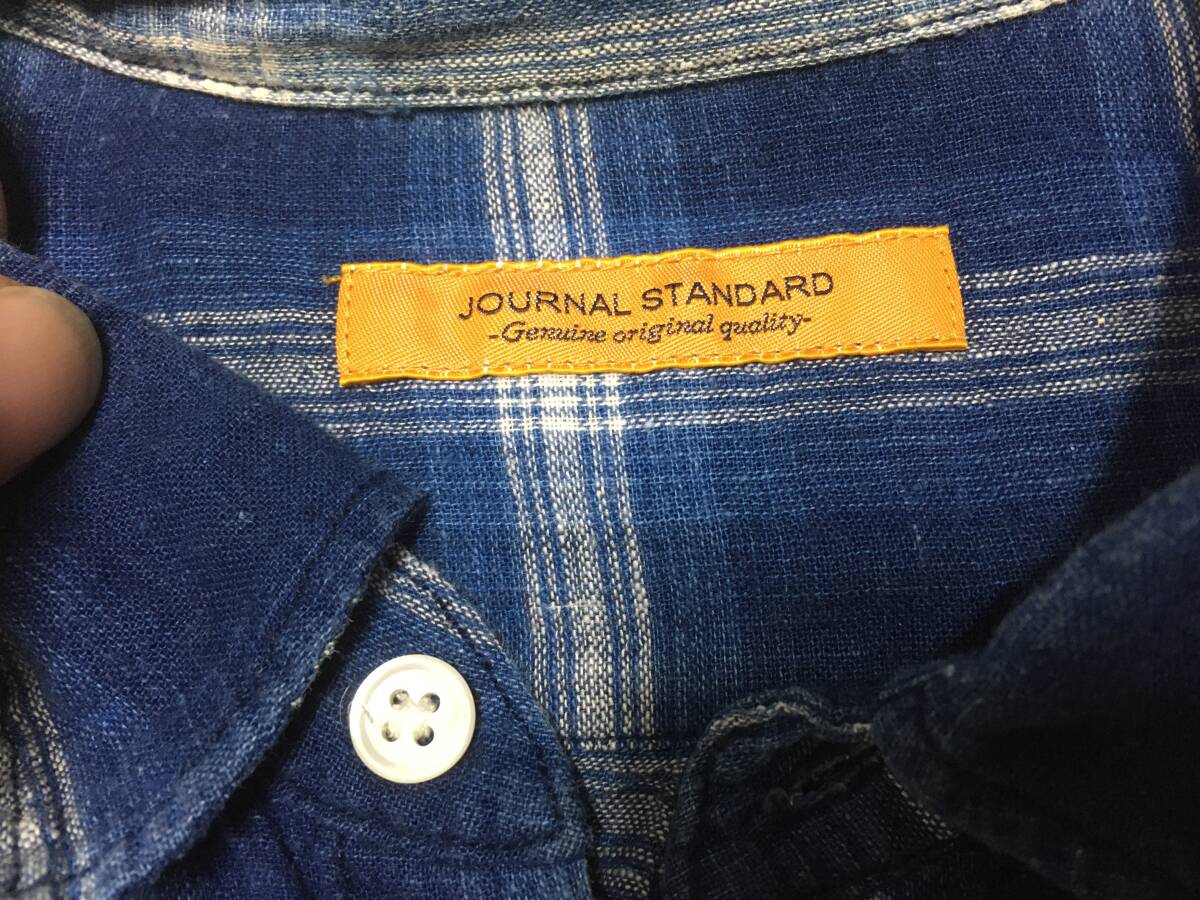 JOURNAL STANDARD
-Genuine original quality-